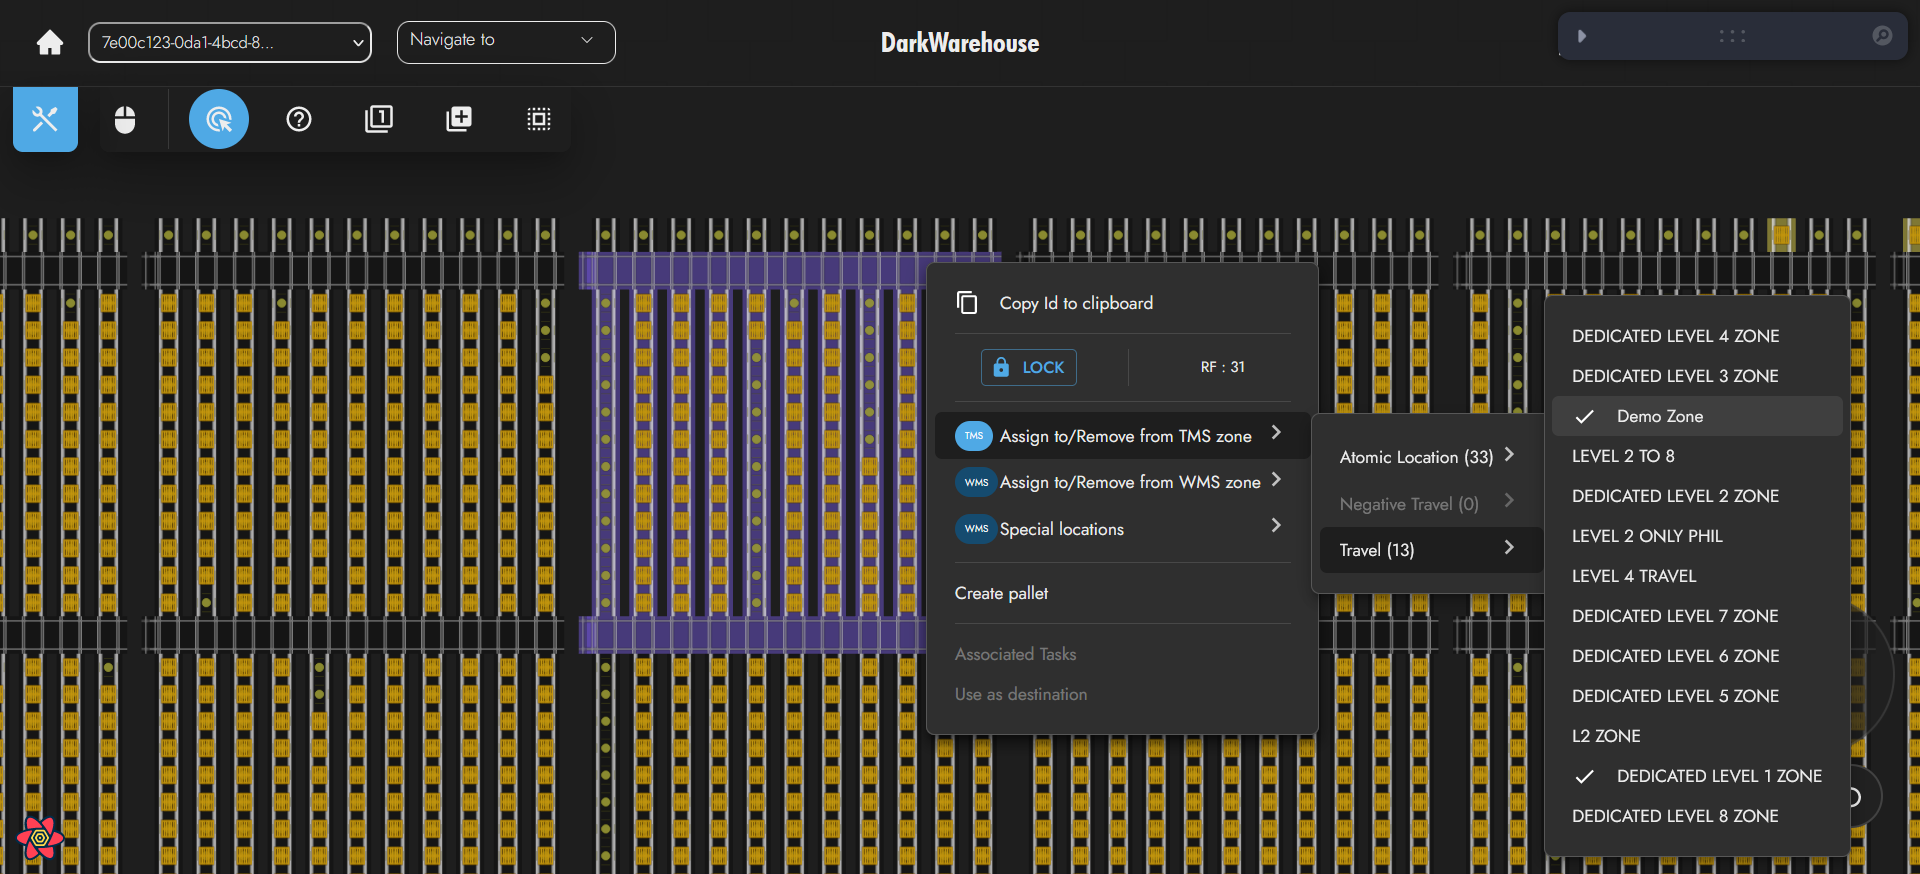 7e00c123-0da1-4bcd-8...
Navigate to
DarkWarehouse
1
Copy Id to clipboard
LOCK
RF : 31
TMS Assign to/Remove from TMS zone
WMS Assign to/Remove from WMS zone
WMS Special locations
Create pallet
Associated Tasks
Use as destination
Atomic Location (33)
Negative Travel (0)
Travel (13)
DEDICATED LEVEL 4 ZONE
DEDICATED LEVEL 3 ZONE
Demo Zone
LEVEL 2 TO 8
DEDICATED LEVEL 2 ZONE
LEVEL 2 ONLY PHIL
LEVEL 4 TRAVEL
DEDICATED LEVEL 7 ZONE
DEDICATED LEVEL 6 ZONE
DEDICATED LEVEL 5 ZONE
L2 ZONE
DEDICATED LEVEL 1 ZONE
DEDICATED LEVEL 8 ZONE